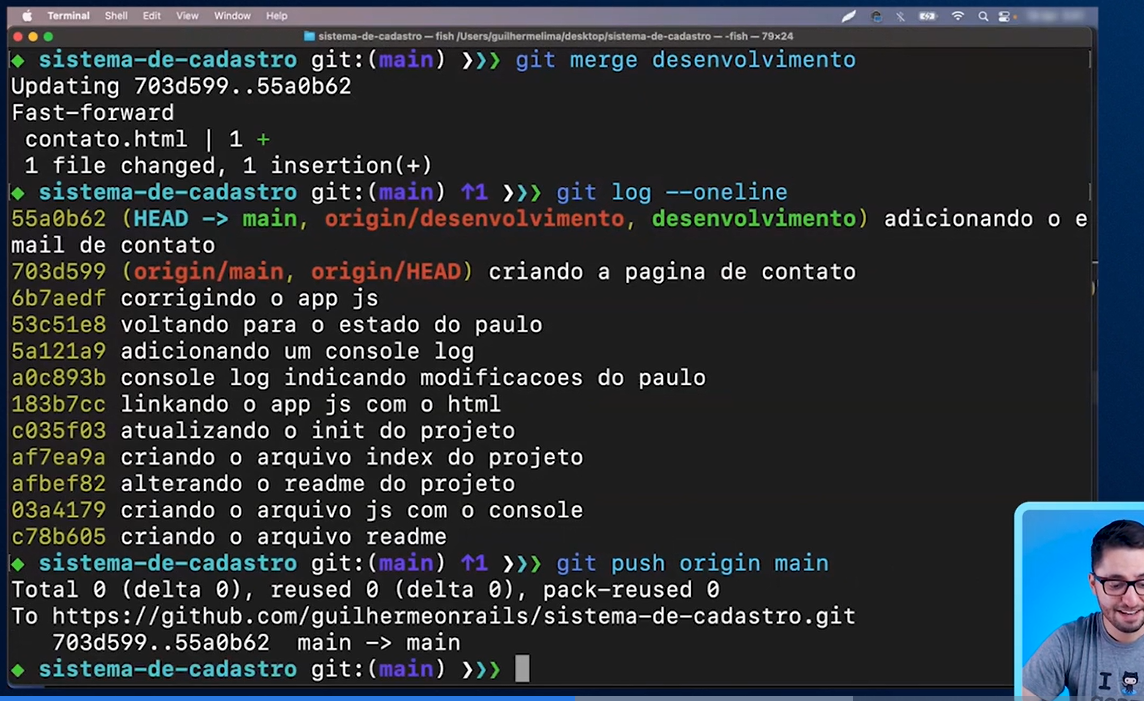 Terminal Shell Edit View Window Help
sistema-de-cadastro — fish /Users/guilhermelima/desktop/sistema-de-cadastro — -fish — 79×24
sistema-de-cadastro git:(main) ❯❯❯ git merge desenvolvimento
Updating 703d599..55a0b62
Fast-forward
contato.html | 1 +
1 file changed, 1 insertion(+)
sistema-de-cadastro git:(main) ↑1 ❯❯❯ git log --oneline
55a0b62 (HEAD -> main, origin/desenvolvimento, desenvolvimento) adicionando o e
mail de contato
703d599 (origin/main, origin/HEAD) criando a pagina de contato
6b7aedf corrigindo o app js
53c51e8 voltando para o estado do paulo
5a121a9 adicionando um console log
a0c893b console log indicando modificacoes do paulo
183b7cc linkando o app js com o html
c035f03 atualizando o init do projeto
af7ea9a criando o arquivo index do projeto
afbef82 alterando o readme do projeto
03a4179 criando o arquivo js com o console
c78b605 criando o arquivo readme
sistema-de-cadastro git:(main) ↑1 ❯❯❯ git push origin main
Total 0 (delta 0), reused 0 (delta 0), pack-reused 0
To https://github.com/guilhermeonrails/sistema-de-cadastro.git
703d599..55a0b62 main -> main
sistema-de-cadastro git:(main) ❯❯❯
I